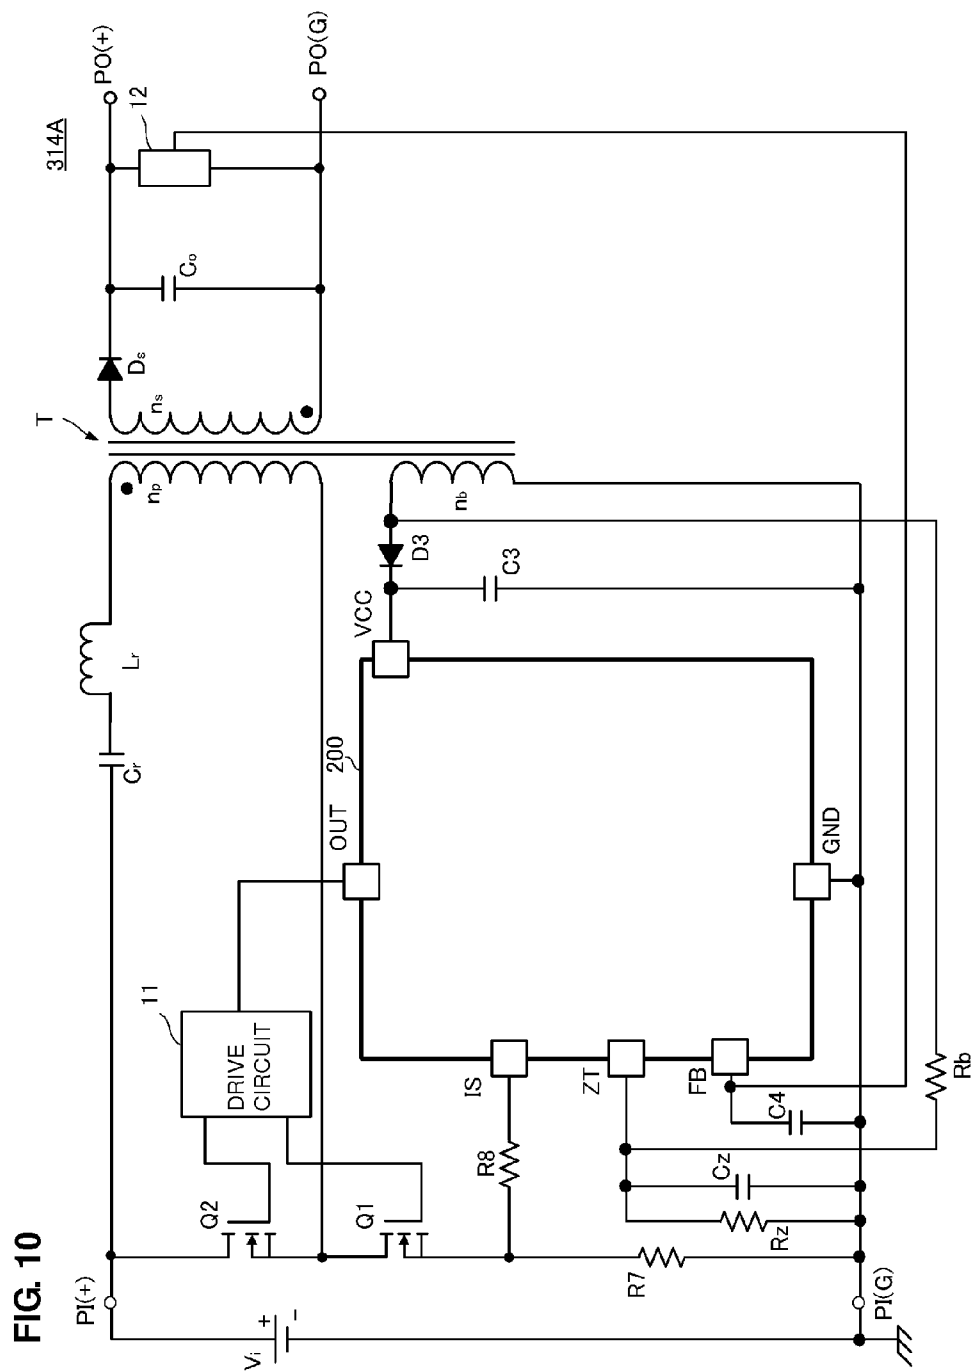 FIG. 10
314A
PI(+)
Vi
+
−
PI(G)
Q2
Q1
11
DRIVE
CIRCUIT
OUT
200
IS
ZT
FB
VCC
GND
R8
R7
Rz
Cz
C4
Rb
Cr
Lr
T
np
ns
nb
D3
C3
Ds
Co
12
PO(+)
PO(G)